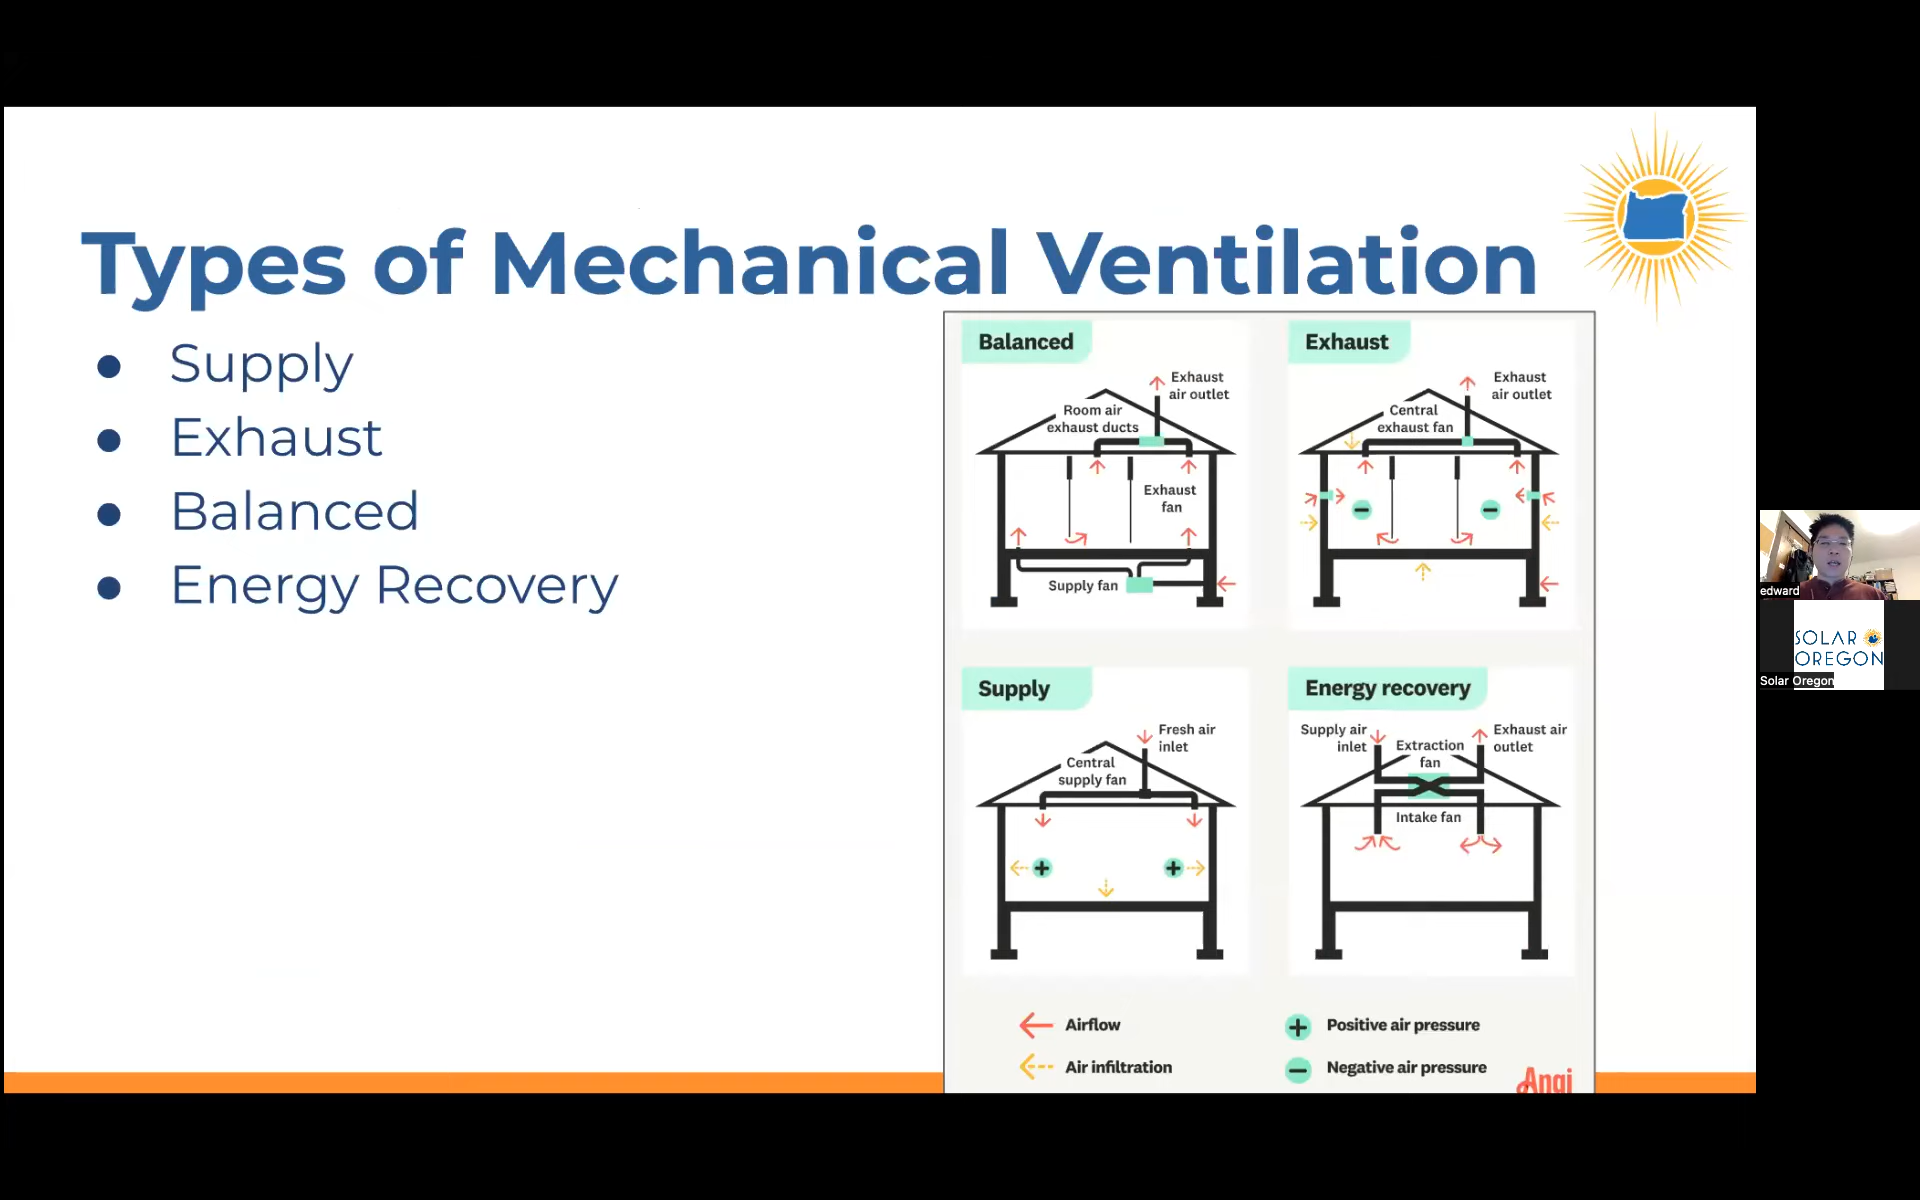 Types of Mechanical Ventilation
● Supply
● Exhaust
● Balanced
● Energy Recovery
Balanced
Exhaust
air outlet
Room air
exhaust ducts
Exhaust
fan
Supply fan
Exhaust
Exhaust
air outlet
Central
exhaust fan
Supply
Fresh air
inlet
Central
supply fan
Energy recovery
Supply air
inlet
Exhaust air
outlet
Extraction
fan
Intake fan
Airflow
Air infiltration
Positive air pressure
Negative air pressure
Angi
edward
SOLAR
OREGON
Solar Oregon